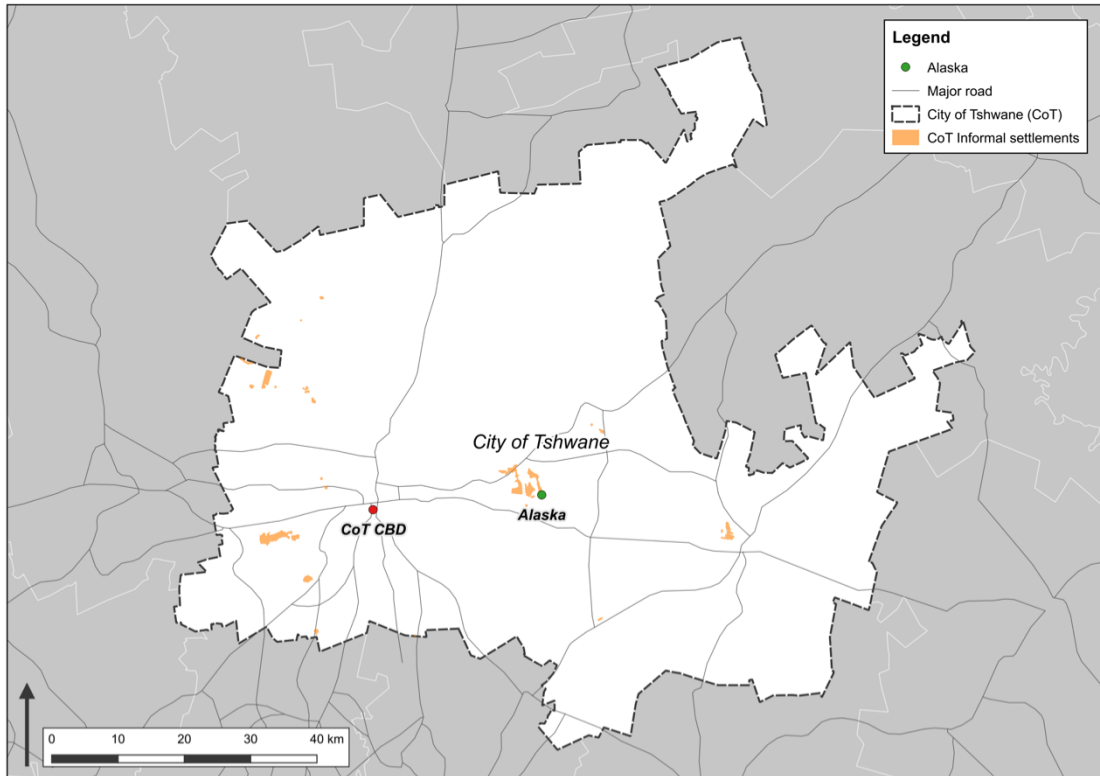 Legend
Alaska
Major road
City of Tshwane (CoT)
CoT Informal settlements
City of Tshwane
Alaska
CoT CBD
0 10 20 30 40 km